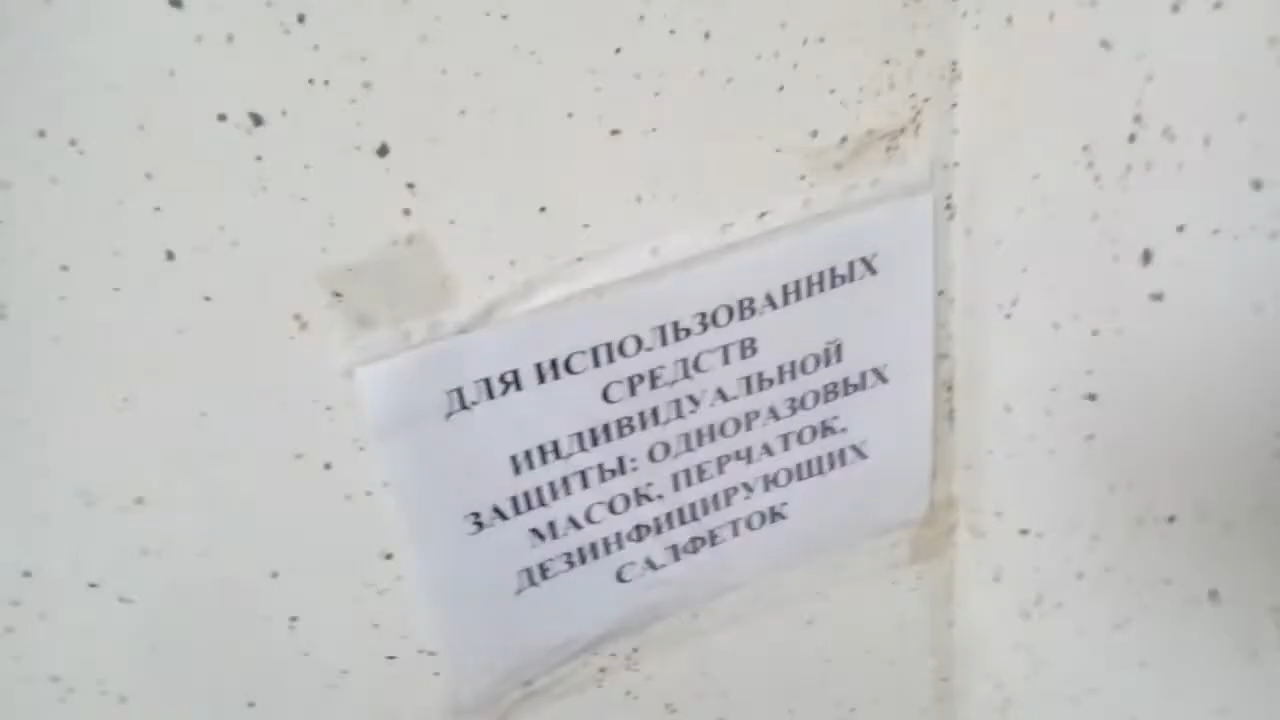 ДЛЯ ИСПОЛЬЗОВАННЫХ
СРЕДСТВ
ИНДИВИДУАЛЬНОЙ
ЗАЩИТЫ: ОДНОРАЗОВЫХ
МАСОК, ПЕРЧАТОК,
ДЕЗИНФИЦИРУЮЩИХ
САЛФЕТОК